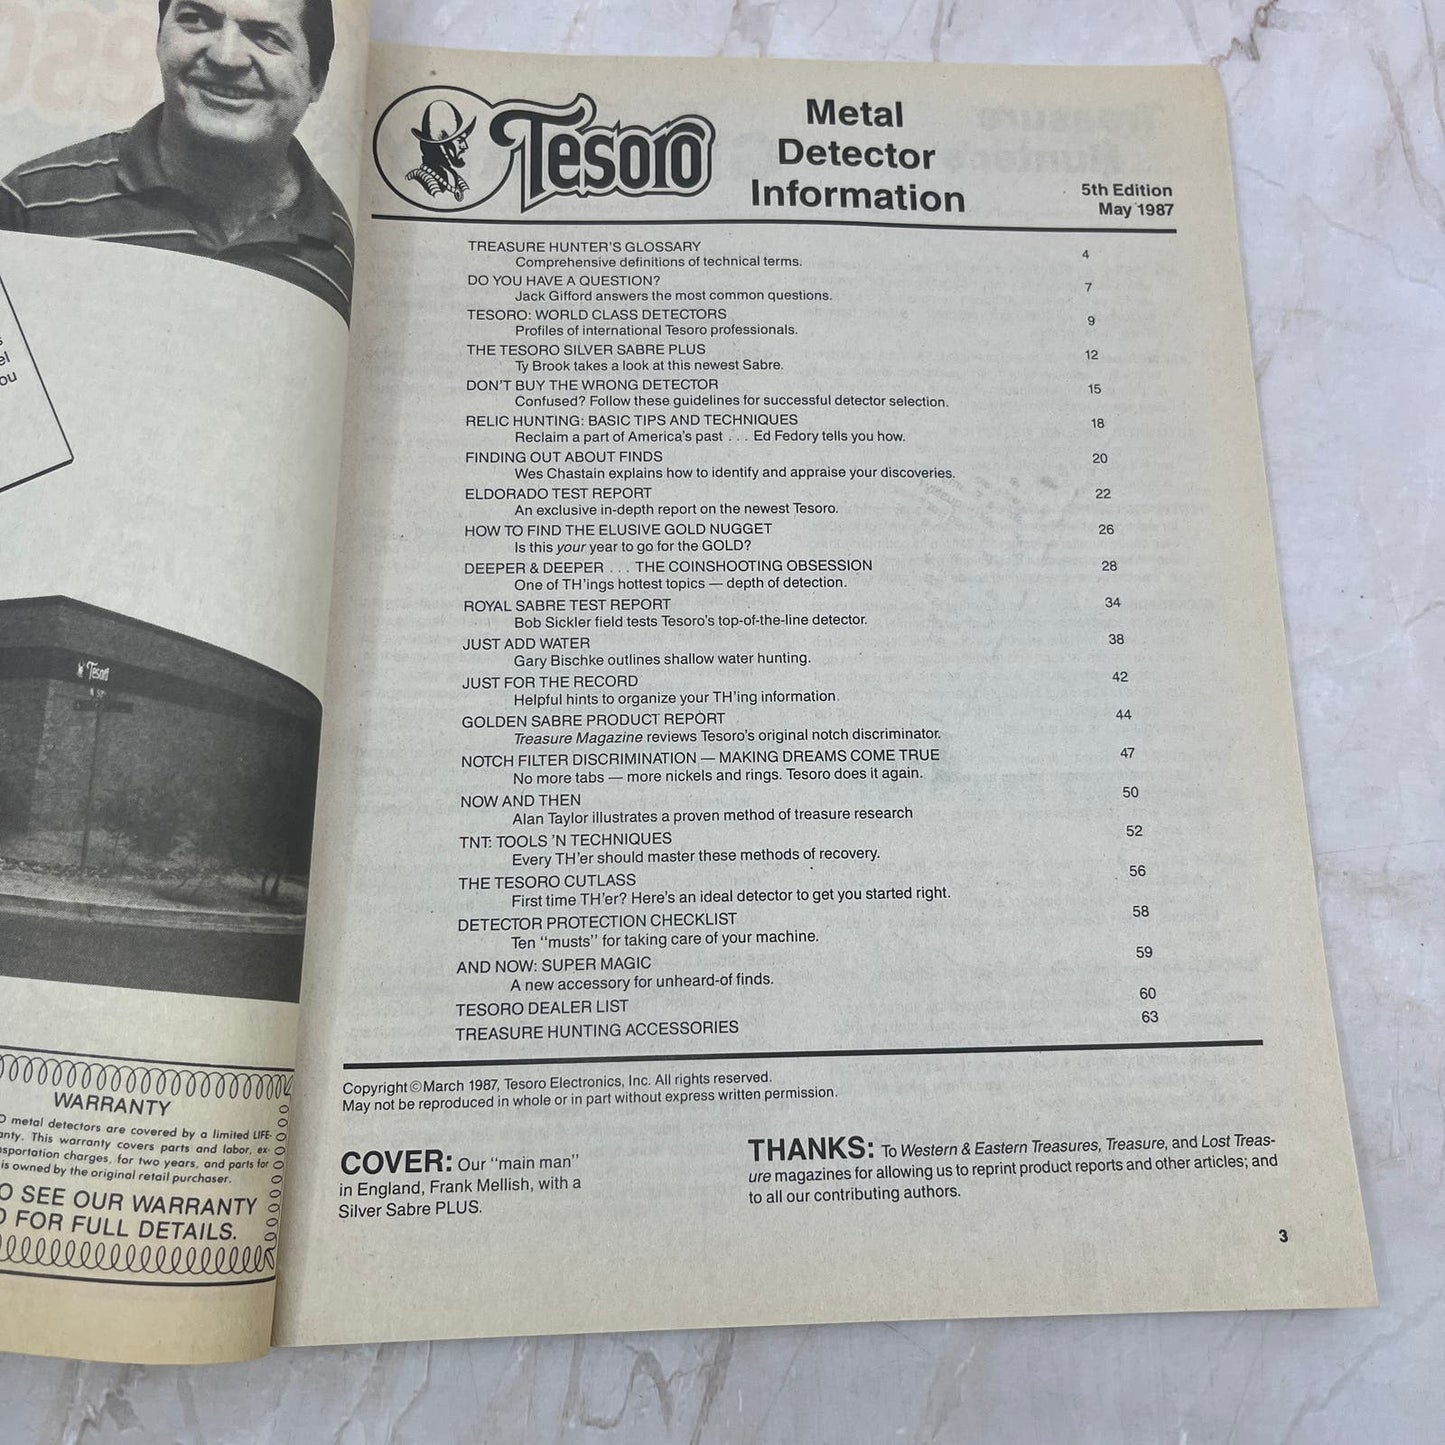 s
el
ou
Tesoro
WARRANTY
O metal detectors are covered by a limited LIFE-
anty. This warranty covers parts and labor, ex-
nsportation charges, for two years, and parts for
is owned by the original retail purchaser.
O SEE OUR WARRANTY
D FOR FULL DETAILS.
Tesoro
Metal
Detector
Information
5th Edition
May 1987
TREASURE HUNTER'S GLOSSARY 4
Comprehensive definitions of technical terms.
DO YOU HAVE A QUESTION? 7
Jack Gifford answers the most common questions.
TESORO: WORLD CLASS DETECTORS 9
Profiles of international Tesoro professionals.
THE TESORO SILVER SABRE PLUS 12
Ty Brook takes a look at this newest Sabre.
DON'T BUY THE WRONG DETECTOR 15
Confused? Follow these guidelines for successful detector selection.
RELIC HUNTING: BASIC TIPS AND TECHNIQUES 18
Reclaim a part of America's past . . . Ed Fedory tells you how.
FINDING OUT ABOUT FINDS 20
Wes Chastain explains how to identify and appraise your discoveries.
ELDORADO TEST REPORT 22
An exclusive in-depth report on the newest Tesoro.
HOW TO FIND THE ELUSIVE GOLD NUGGET 26
Is this your year to go for the GOLD?
DEEPER & DEEPER . . . THE COINSHOOTING OBSESSION 28
One of TH'ings hottest topics — depth of detection.
ROYAL SABRE TEST REPORT 34
Bob Sickler field tests Tesoro's top-of-the-line detector.
JUST ADD WATER 38
Gary Bischke outlines shallow water hunting.
JUST FOR THE RECORD 42
Helpful hints to organize your TH'ing information.
GOLDEN SABRE PRODUCT REPORT 44
Treasure Magazine reviews Tesoro's original notch discriminator.
NOTCH FILTER DISCRIMINATION — MAKING DREAMS COME TRUE 47
No more tabs — more nickels and rings. Tesoro does it again.
NOW AND THEN 50
Alan Taylor illustrates a proven method of treasure research
TNT: TOOLS 'N TECHNIQUES 52
Every TH'er should master these methods of recovery.
THE TESORO CUTLASS 56
First time TH'er? Here's an ideal detector to get you started right.
DETECTOR PROTECTION CHECKLIST 58
Ten "musts" for taking care of your machine.
AND NOW: SUPER MAGIC 59
A new accessory for unheard-of finds.
TESORO DEALER LIST 60
TREASURE HUNTING ACCESSORIES 63
Copyright © March 1987, Tesoro Electronics, Inc. All rights reserved.
May not be reproduced in whole or in part without express written permission.
COVER: Our "main man"
in England, Frank Mellish, with a
Silver Sabre PLUS.
THANKS: To Western & Eastern Treasures, Treasure, and Lost Treas-
ure magazines for allowing us to reprint product reports and other articles; and
to all our contributing authors.
3